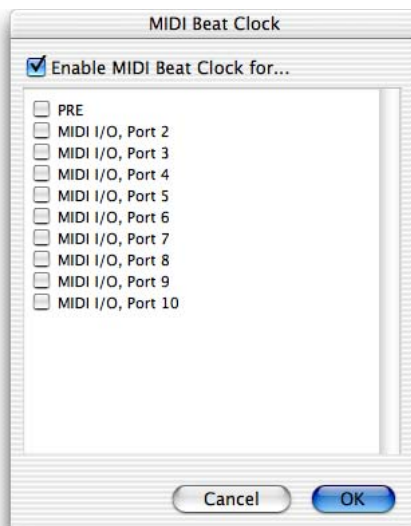 MIDI Beat Clock
Enable MIDI Beat Clock for...
PRE
MIDI I/O, Port 2
MIDI I/O, Port 3
MIDI I/O, Port 4
MIDI I/O, Port 5
MIDI I/O, Port 6
MIDI I/O, Port 7
MIDI I/O, Port 8
MIDI I/O, Port 9
MIDI I/O, Port 10
Cancel OK